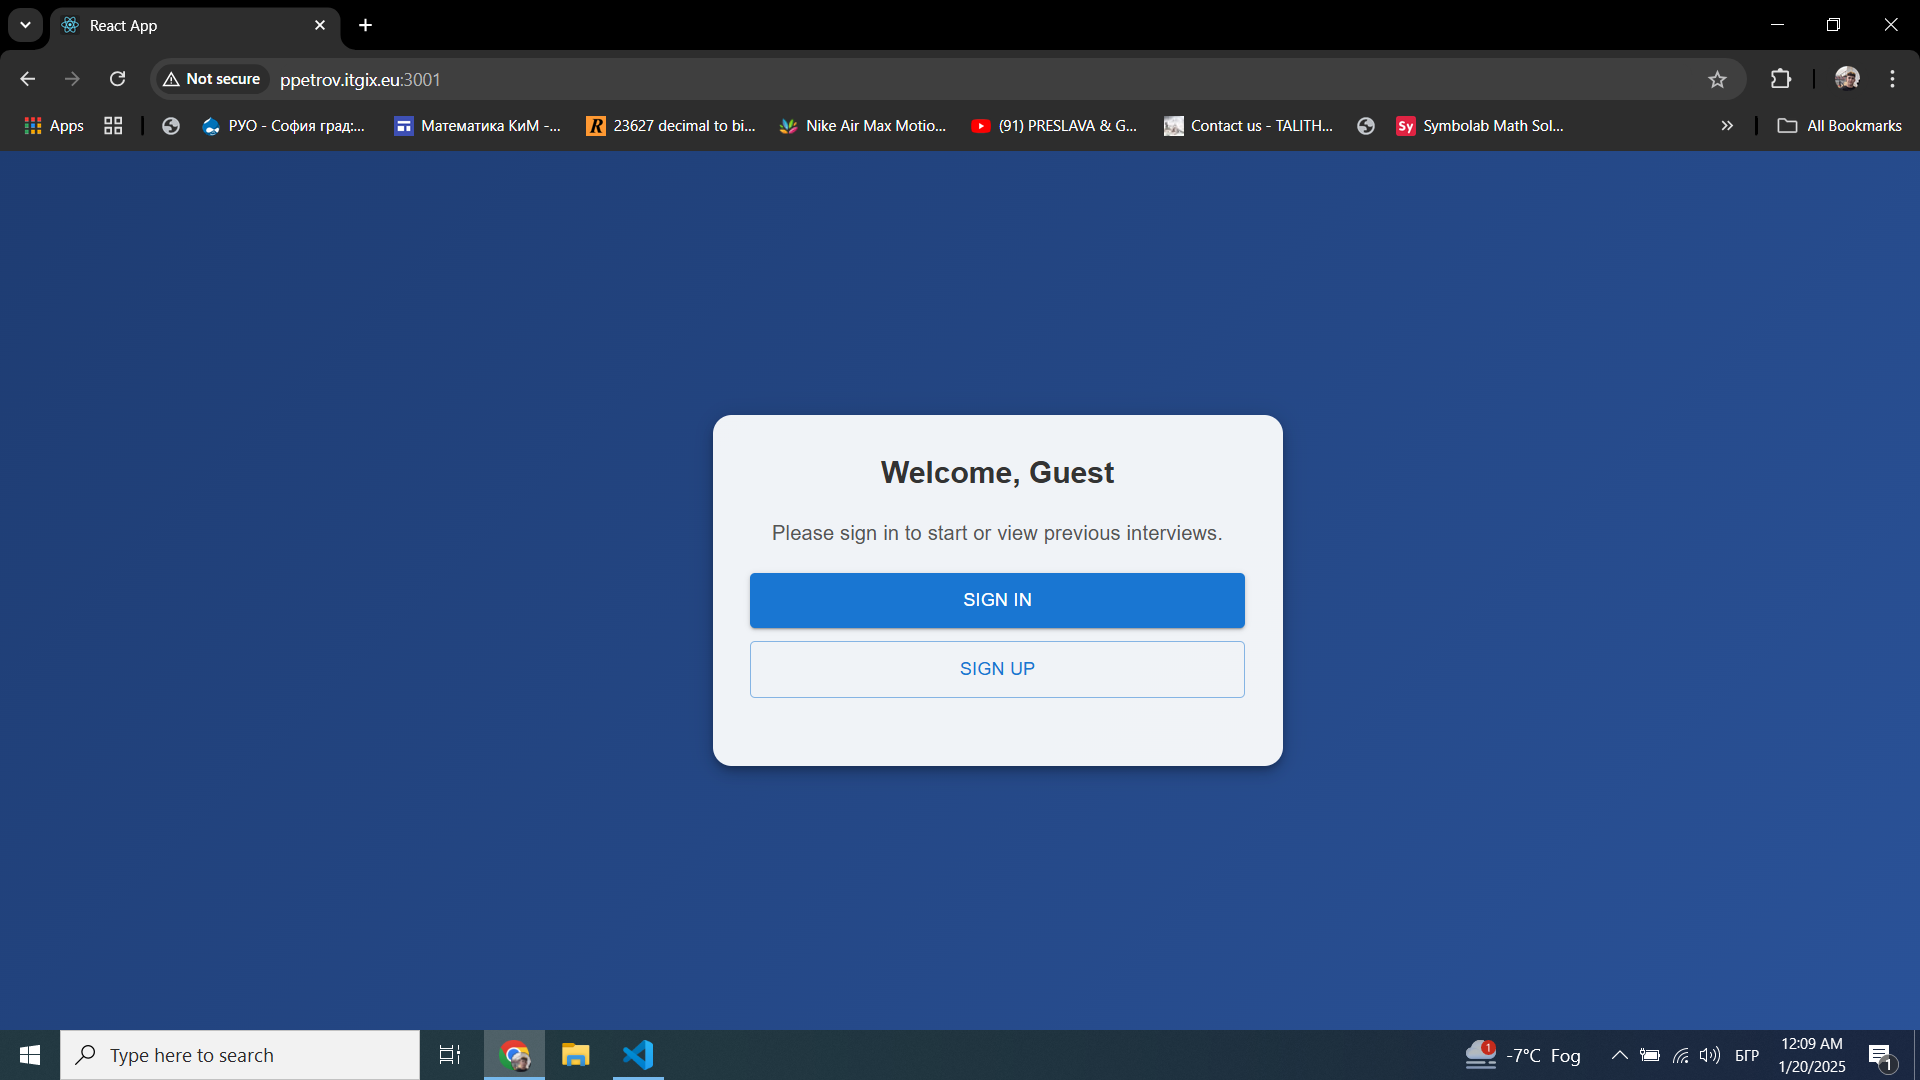 React App
Not secure
ppetrov.itgix.eu:3001
Apps
РУО - София град:...
Математика КиМ -...
R
23627 decimal to bi...
Nike Air Max Motio...
(91) PRESLAVA & G...
Contact us - TALITH...
Sy
Symbolab Math Sol...
All Bookmarks
Welcome, Guest
Please sign in to start or view previous interviews.
SIGN IN
SIGN UP
Type here to search
1
-7°C Fog
БГР
12:09 AM
1/20/2025
1